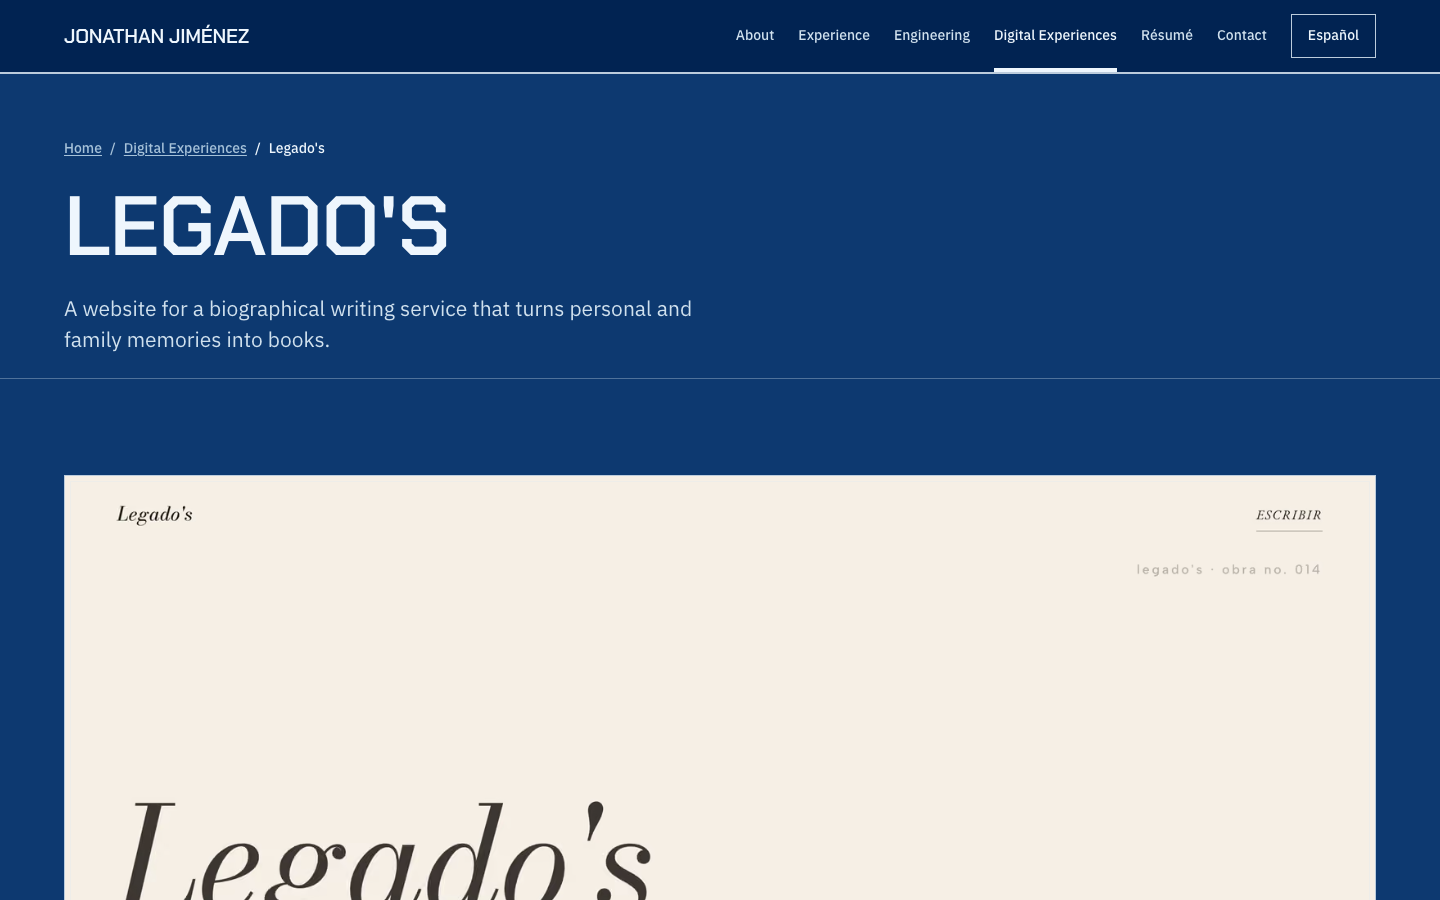 JONATHAN JIMÉNEZ
About Experience Engineering Digital Experiences Résumé Contact Español
Home / Digital Experiences / Legado's
LEGADO'S
A website for a biographical writing service that turns personal and
family memories into books.
Legado's
ESCRIBIR
legado's · obra no. 014
Legado's